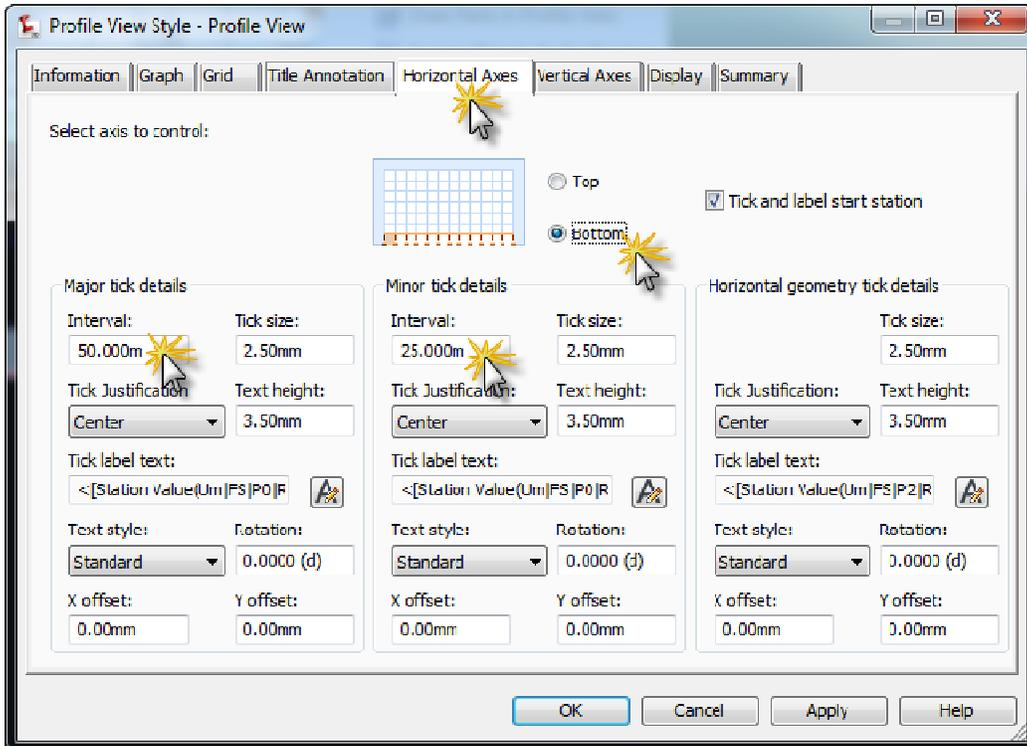 Profile View Style - Profile View
Information Graph Grid Title Annotation Horizontal Axes Vertical Axes Display Summary
Select axis to control:
Top
Tick and label start station
Bottom
Major tick details Minor tick details Horizontal geometry tick details
Interval: Tick size: Interval: Tick size: Tick size:
50.000m 2.50mm 25.000m 2.50mm 2.50mm
Tick Justification Text height: Tick Justification: Text height: Tick Justification: Text height:
Center 3.50mm Center 3.50mm Center 3.50mm
Tick label text: Tick label text: Tick label text:
<[Station Value(Um|FS|P0|R <[Station Value(Um|FS|P0|R <[Station Value(Um|FS|P2|R
Text style: Rotation: Text style: Rotation: Text style: Rotation:
Standard 0.0000 (d) Standard 0.0000 (d) Standard 0.0000 (d)
X offset: Y offset: X offset: Y offset: X offset: Y offset:
0.00mm 0.00mm 0.00mm 0.00mm 0.00mm 0.00mm
OK Cancel Apply Help